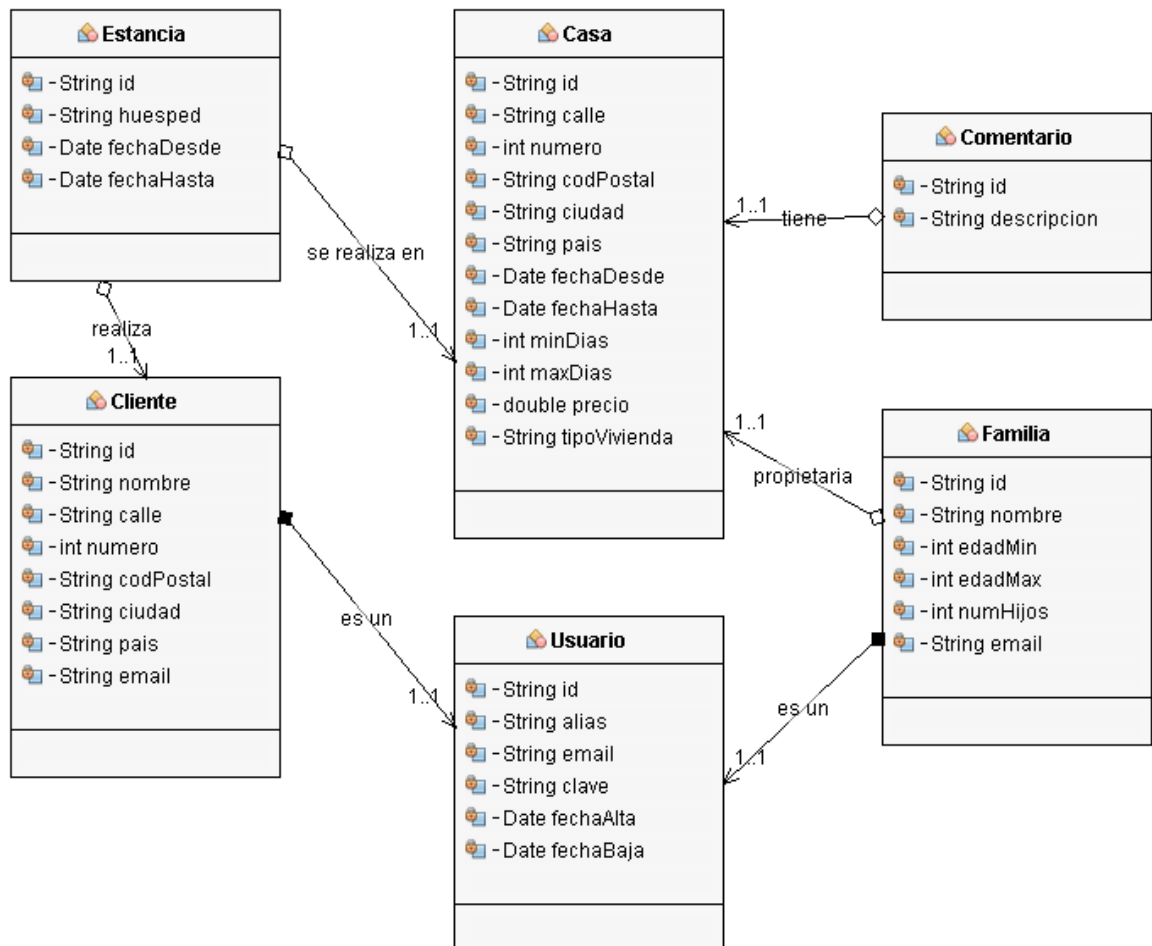 Estancia
-String id
-String huesped
-Date fechaDesde
-Date fechaHasta
Casa
-String id
-String calle
-int numero
-String codPostal
-String ciudad
-String pais
-Date fechaDesde
-Date fechaHasta
-int minDias
-int maxDias
-double precio
-String tipoVivienda
Comentario
-String id
-String descripcion
1..1
tiene
se realiza en
1..1
realiza
1..1
Cliente
-String id
-String nombre
-String calle
-int numero
-String codPostal
-String ciudad
-String pais
-String email
1..1
propietaria
Familia
-String id
-String nombre
-int edadMin
-int edadMax
-int numHijos
-String email
es un
1..1
Usuario
-String id
-String alias
-String email
-String clave
-Date fechaAlta
-Date fechaBaja
es un
1..1